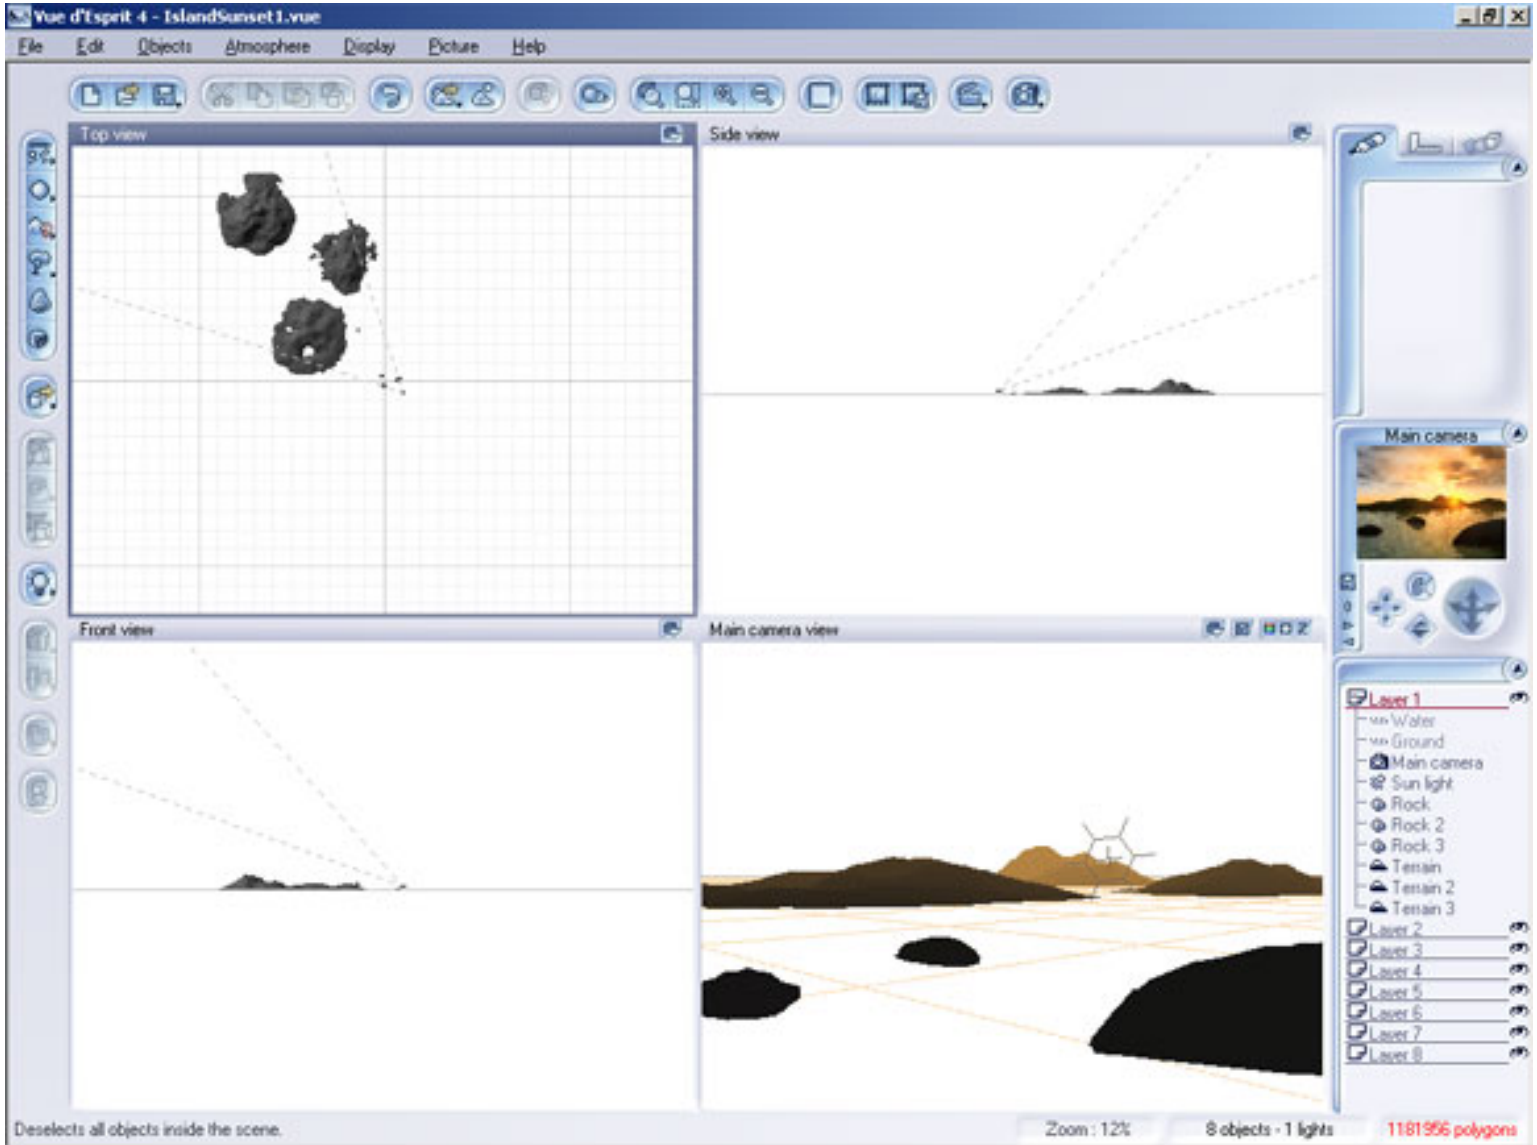 Vue d'Esprit 4 - IslandSunset1.vue
File Edit Objects Atmosphere Display Picture Help
Top view
Side view
Main camera
Front view
Main camera view
Layer 1
Water
Ground
Main camera
Sun light
Rock
Rock 2
Rock 3
Terrain
Terrain 2
Terrain 3
Layer 2
Layer 3
Layer 4
Layer 5
Layer 6
Layer 7
Layer 8
Deselects all objects inside the scene.
Zoom : 12%
8 objects - 1 lights
1181956 polygons